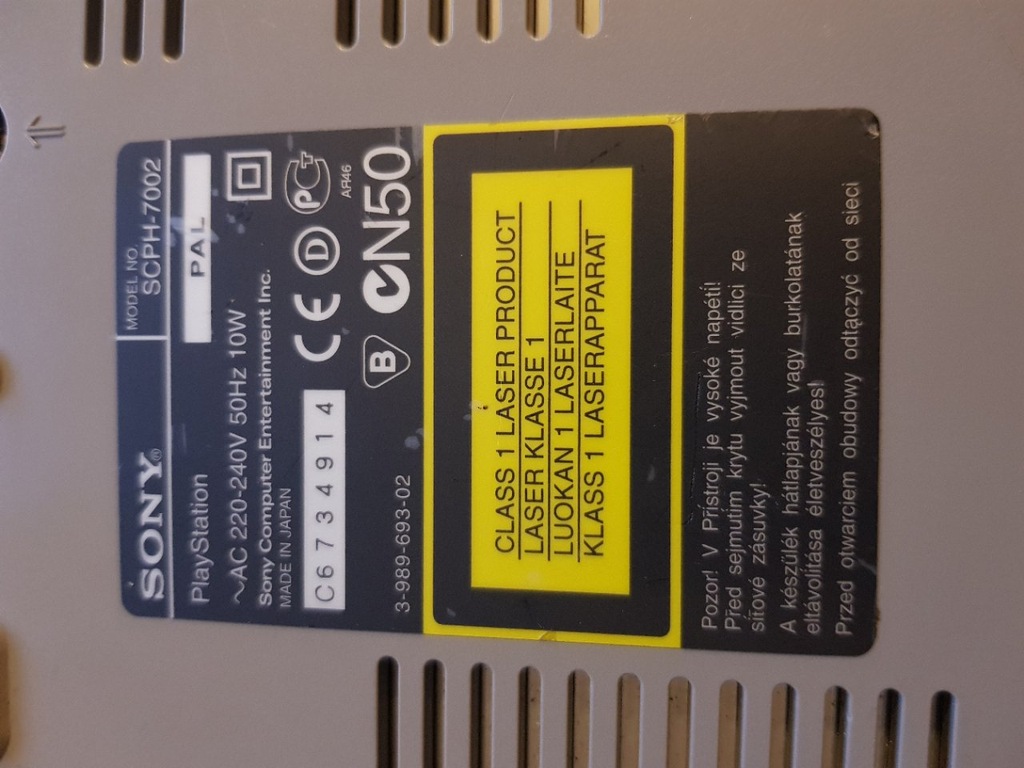 SONY®
MODEL NO. SCPH-7002
PlayStation
PAL
~AC 220-240V 50Hz 10W
Sony Computer Entertainment Inc.
MADE IN JAPAN
C6734914
CE D PCT
AR46
3-989-693-02
B N50
CLASS 1 LASER PRODUCT
LASER KLASSE 1
LUOKAN 1 LASERLAITE
KLASS 1 LASERAPPARAT
Pozor! V Přístroji je vysoké napětí!
Před sejmutím krytu vyjmout vidlici ze
síťové zásuvky!
A készülék hátlapjának vagy burkolatának
eltávolítása életveszélyes!
Przed otwarciem obudowy odłączyć od sieci